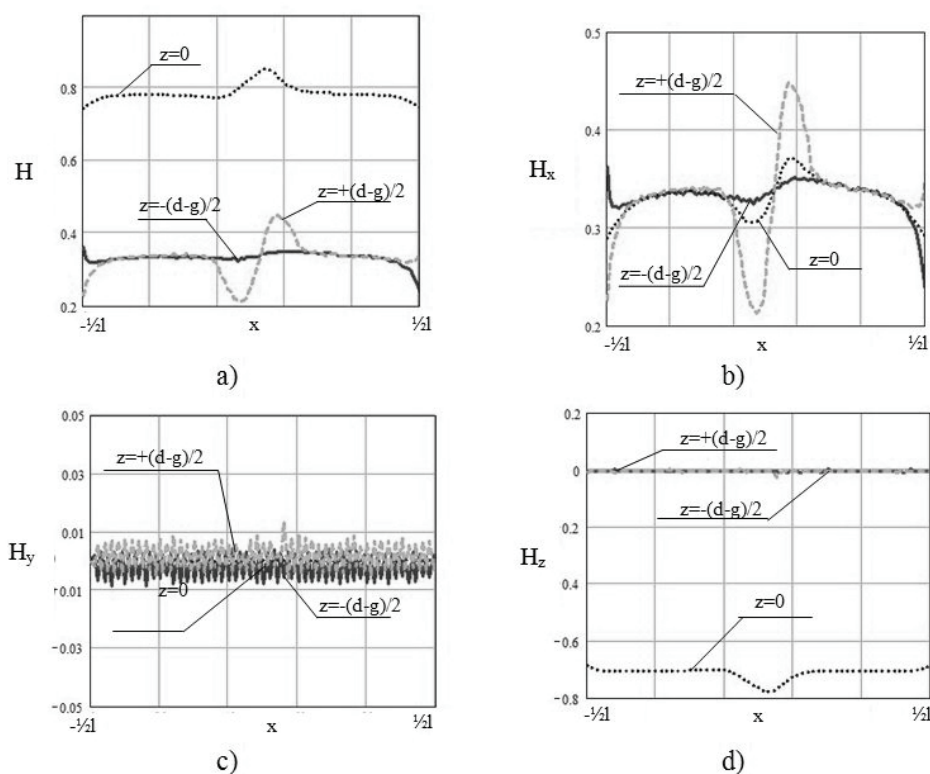 z=0
0.8
0.6
H
z=-(d-g)/2
z=+(d-g)/2
0.4
0.2
-½l
x
½l
a)
0.5
z=+(d-g)/2
0.4
Hx
0.3
z=0
z=-(d-g)/2
0.2
-½l
x
½l
b)
0.05
z=+(d-g)/2
0.03
0.01
Hy
0.01
z=0
z=-(d-g)/2
−0.03
−0.05
-½l
x
½l
c)
0.2
z=+(d-g)/2
0
z=-(d-g)/2
0.2
Hz
0.4
z=0
−0.6
−0.8
-½l
x
½l
d)